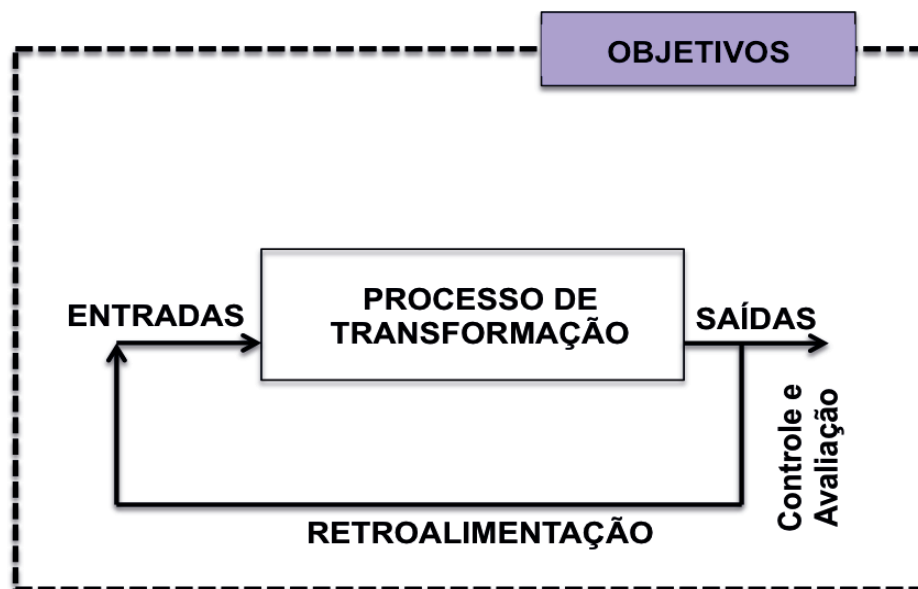 OBJETIVOS
PROCESSO DE
TRANSFORMAÇÃO
ENTRADAS
SAÍDAS
Controle e
Avaliação
RETROALIMENTAÇÃO